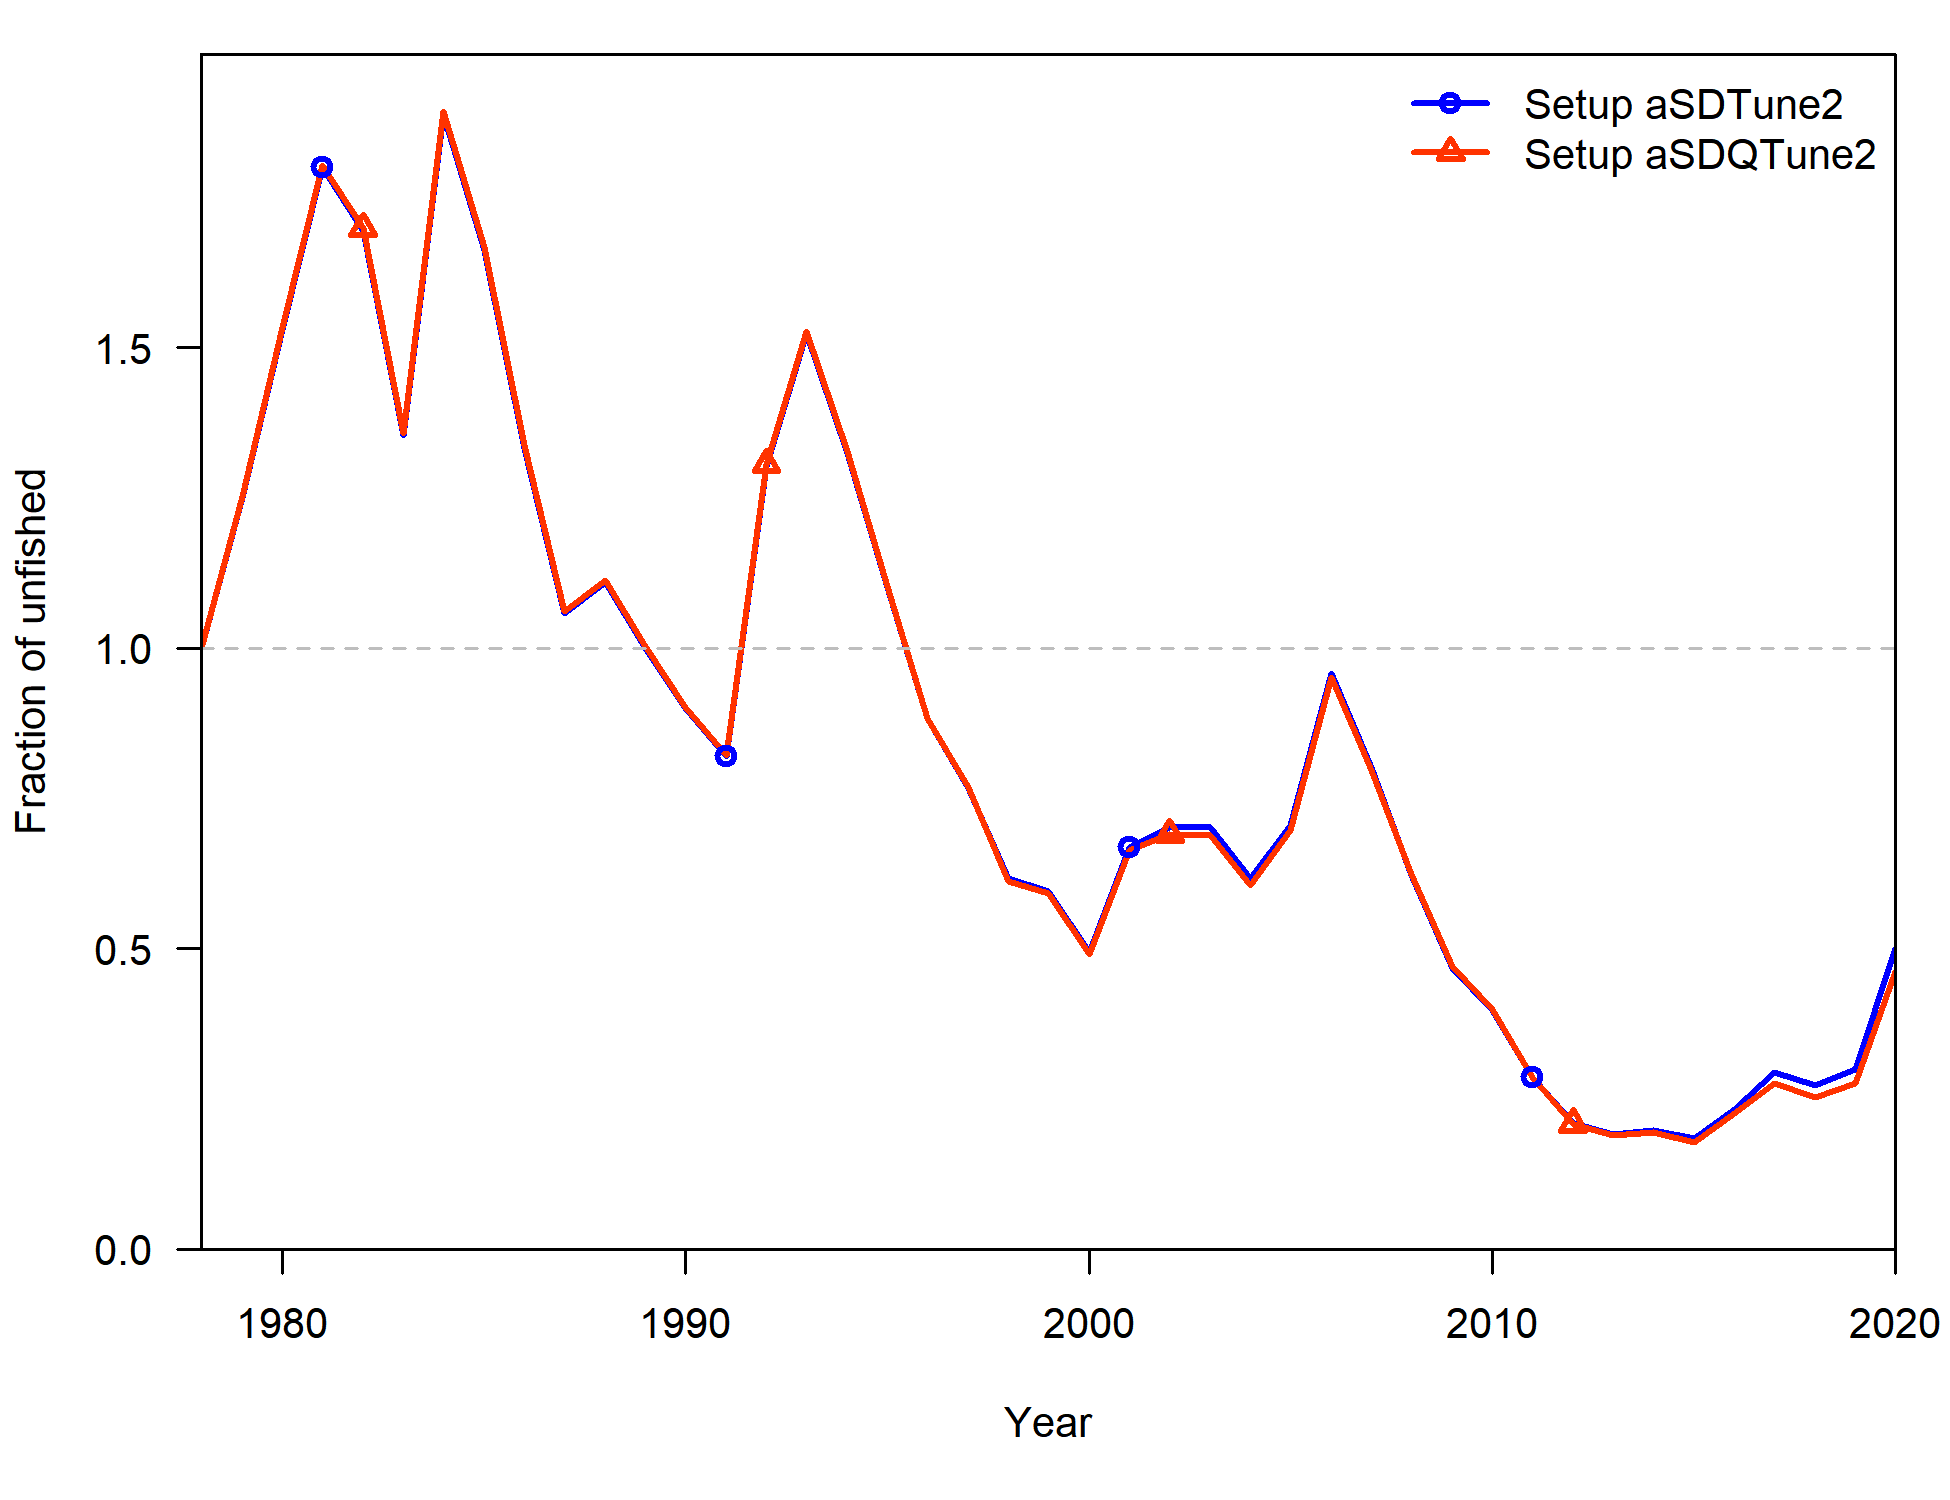 Setup aSDTune2
Setup aSDQTune2
Fraction of unfished
1.5
1.0
0.5
0.0
1980 1990 2000 2010 2020
Year